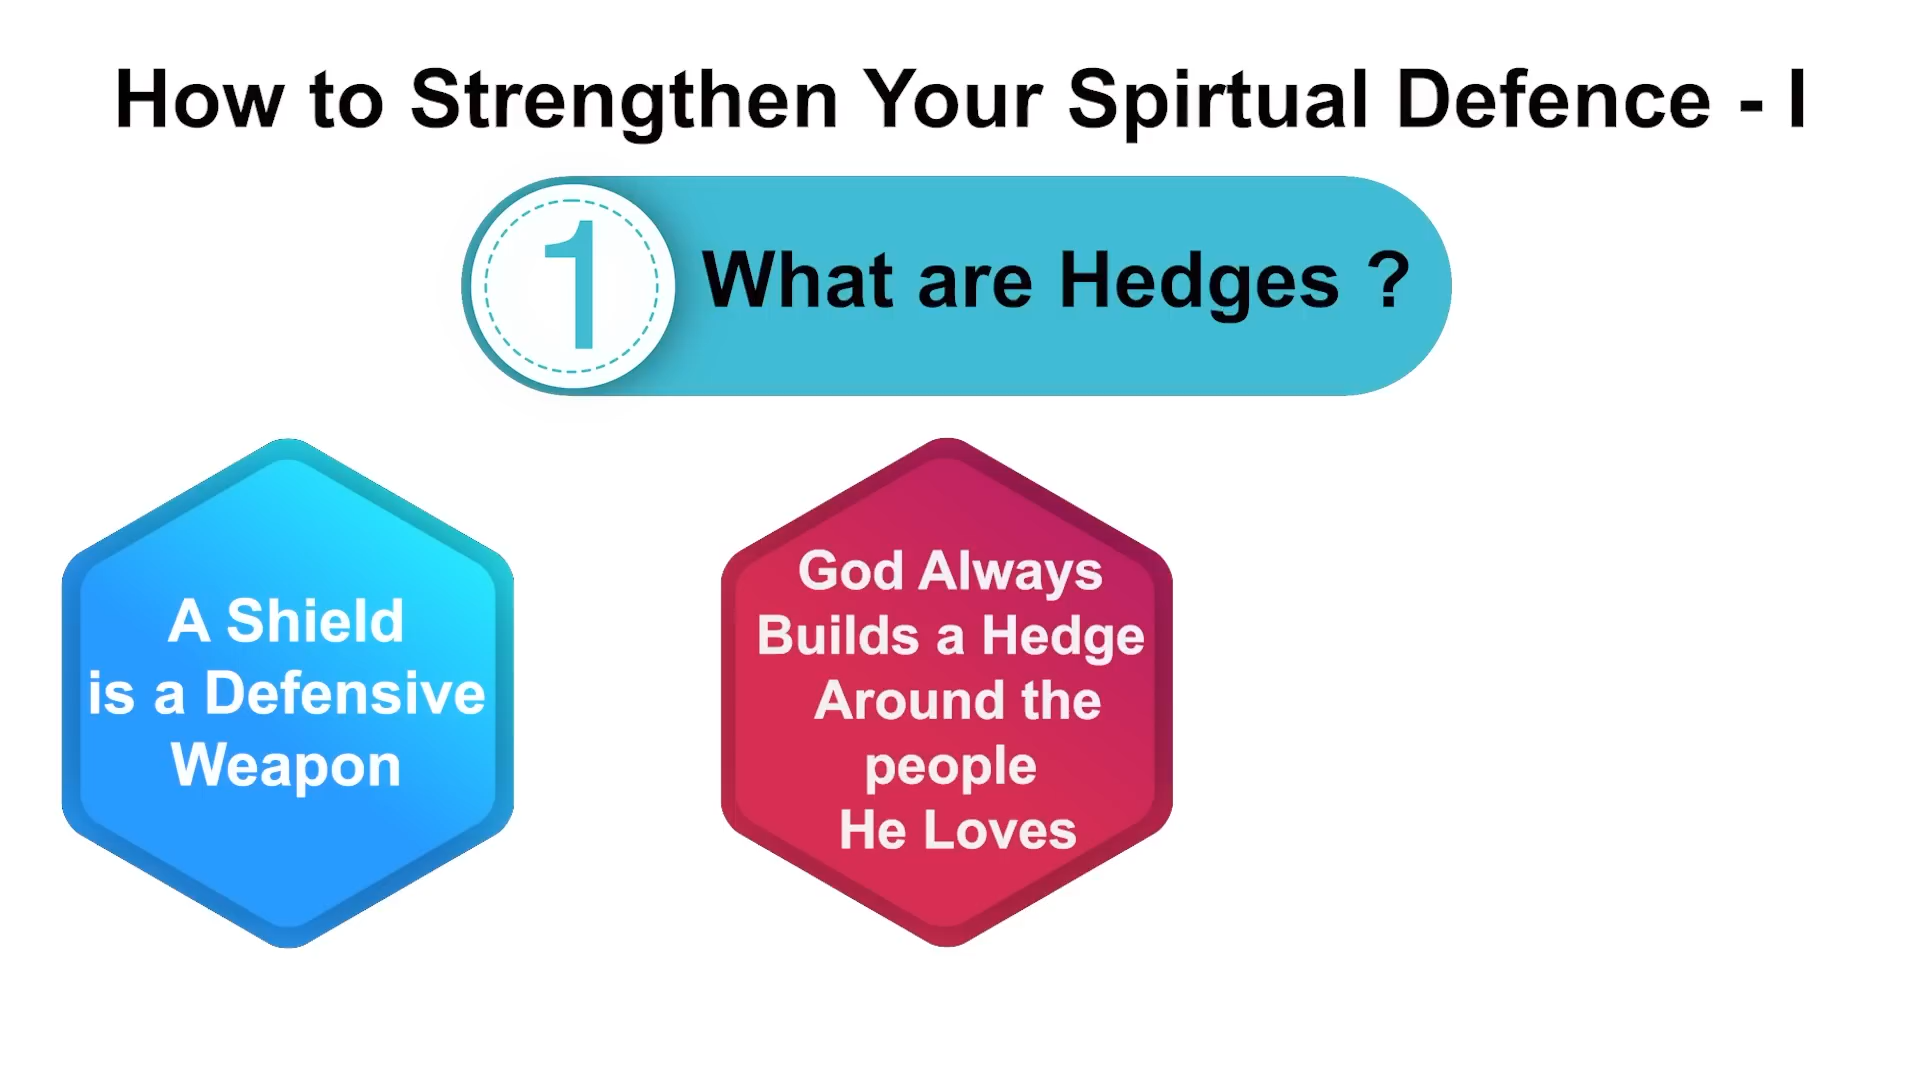 How to Strengthen Your Spirtual Defence - I
1
What are Hedges ?
A Shield
is a Defensive
Weapon
God Always
Builds a Hedge
Around the
people
He Loves